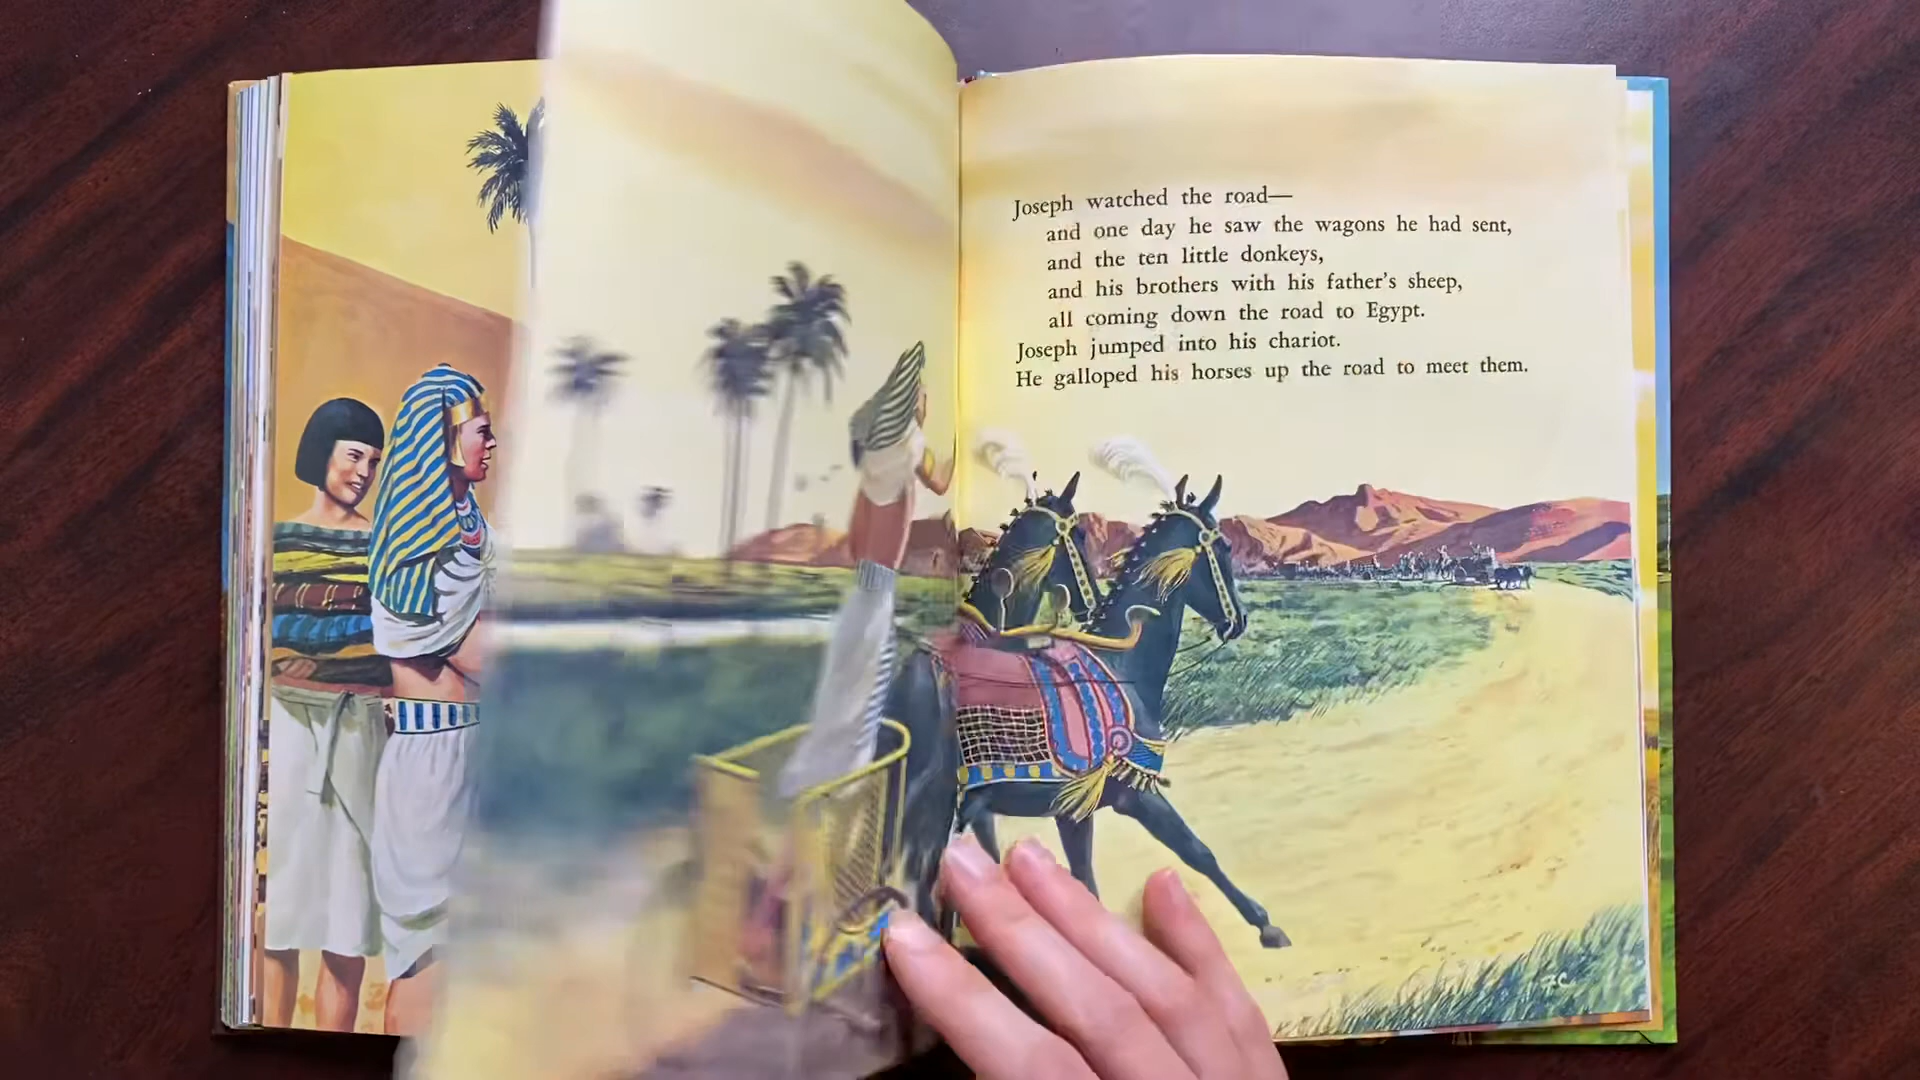 Joseph watched the road—
and one day he saw the wagons he had sent,
and the ten little donkeys,
and his brothers with his father's sheep,
all coming down the road to Egypt.
Joseph jumped into his chariot.
He galloped his horses up the road to meet them.